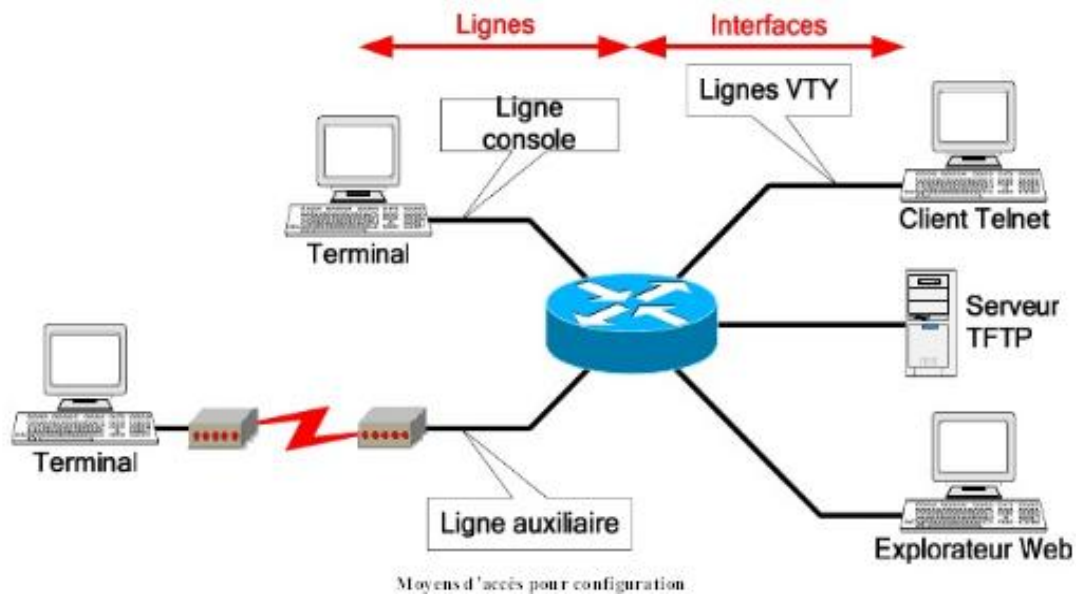 Lignes
Interfaces
Ligne
console
Lignes VTY
Terminal
Client Telnet
Serveur
TFTP
Terminal
Ligne auxiliaire
Explorateur Web
Moyens d'accès pour configuration